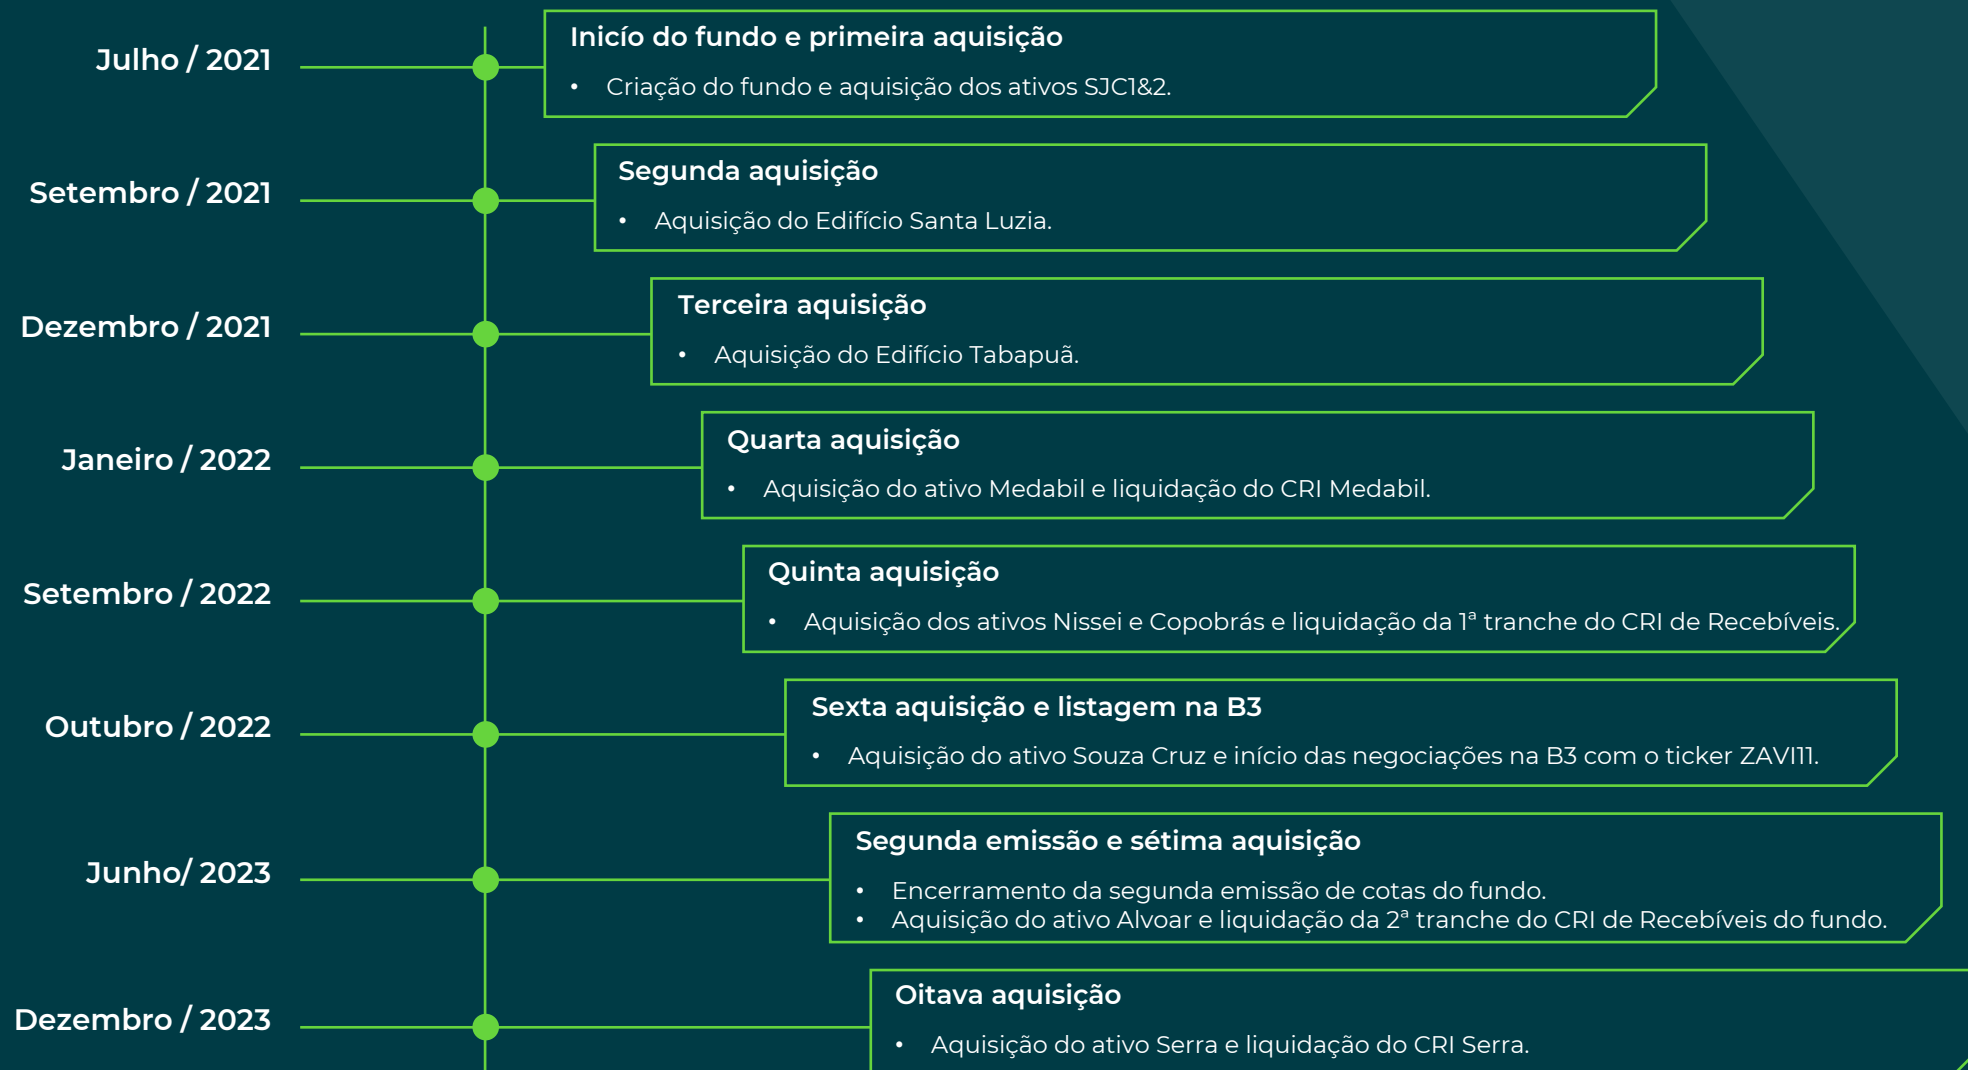 Julho / 2021
Inicío do fundo e primeira aquisição
• Criação do fundo e aquisição dos ativos SJC1&2.
Setembro / 2021
Segunda aquisição
• Aquisição do Edifício Santa Luzia.
Dezembro / 2021
Terceira aquisição
• Aquisição do Edifício Tabapuã.
Janeiro / 2022
Quarta aquisição
• Aquisição do ativo Medabil e liquidação do CRI Medabil.
Setembro / 2022
Quinta aquisição
• Aquisição dos ativos Nissei e Copobrás e liquidação da 1ª tranche do CRI de Recebíveis.
Outubro / 2022
Sexta aquisição e listagem na B3
• Aquisição do ativo Souza Cruz e início das negociações na B3 com o ticker ZAVI11.
Junho/ 2023
Segunda emissão e sétima aquisição
• Encerramento da segunda emissão de cotas do fundo.
• Aquisição do ativo Alvoar e liquidação da 2ª tranche do CRI de Recebíveis do fundo.
Dezembro / 2023
Oitava aquisição
• Aquisição do ativo Serra e liquidação do CRI Serra.